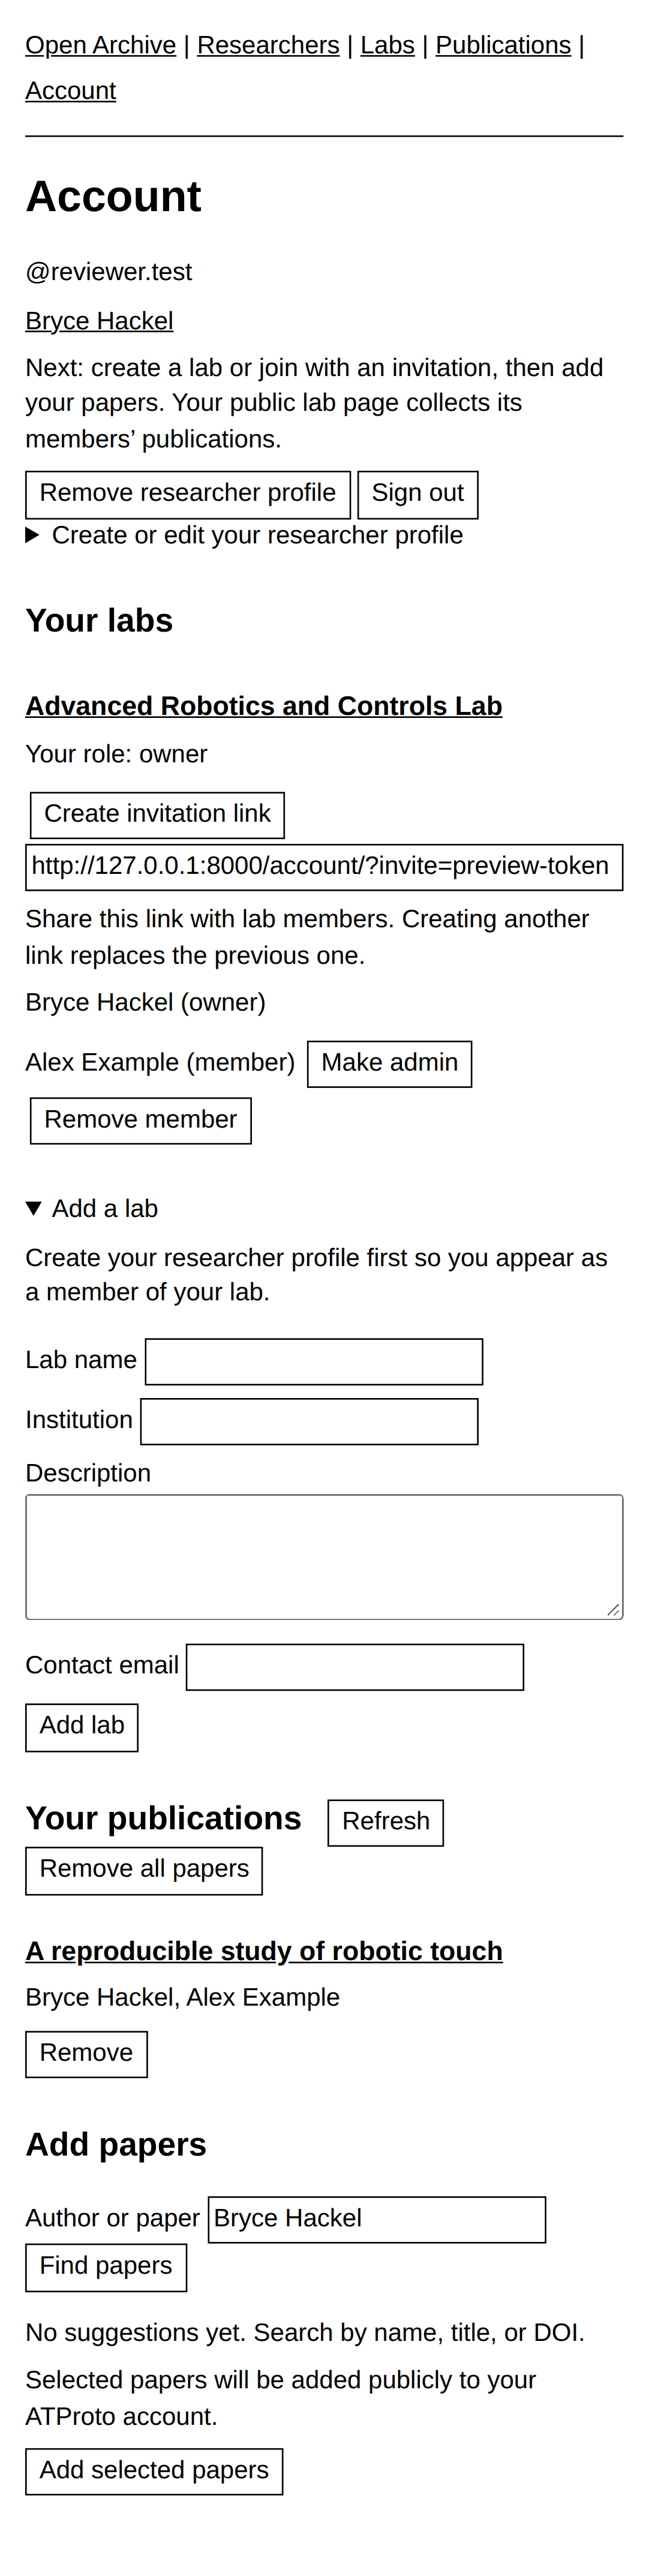 Open Archive | Researchers | Labs | Publications |
Account
Account
@reviewer.test
Bryce Hackel
Next: create a lab or join with an invitation, then add
your papers. Your public lab page collects its
members’ publications.
Remove researcher profile Sign out
Create or edit your researcher profile
Your labs
Advanced Robotics and Controls Lab
Your role: owner
Create invitation link
http://127.0.0.1:8000/account/?invite=preview-token
Share this link with lab members. Creating another
link replaces the previous one.
Bryce Hackel (owner)
Alex Example (member) Make admin
Remove member
Add a lab
Create your researcher profile first so you appear as
a member of your lab.
Lab name
Institution
Description
Contact email
Add lab
Your publications Refresh
Remove all papers
A reproducible study of robotic touch
Bryce Hackel, Alex Example
Remove
Add papers
Author or paper Bryce Hackel
Find papers
No suggestions yet. Search by name, title, or DOI.
Selected papers will be added publicly to your
ATProto account.
Add selected papers